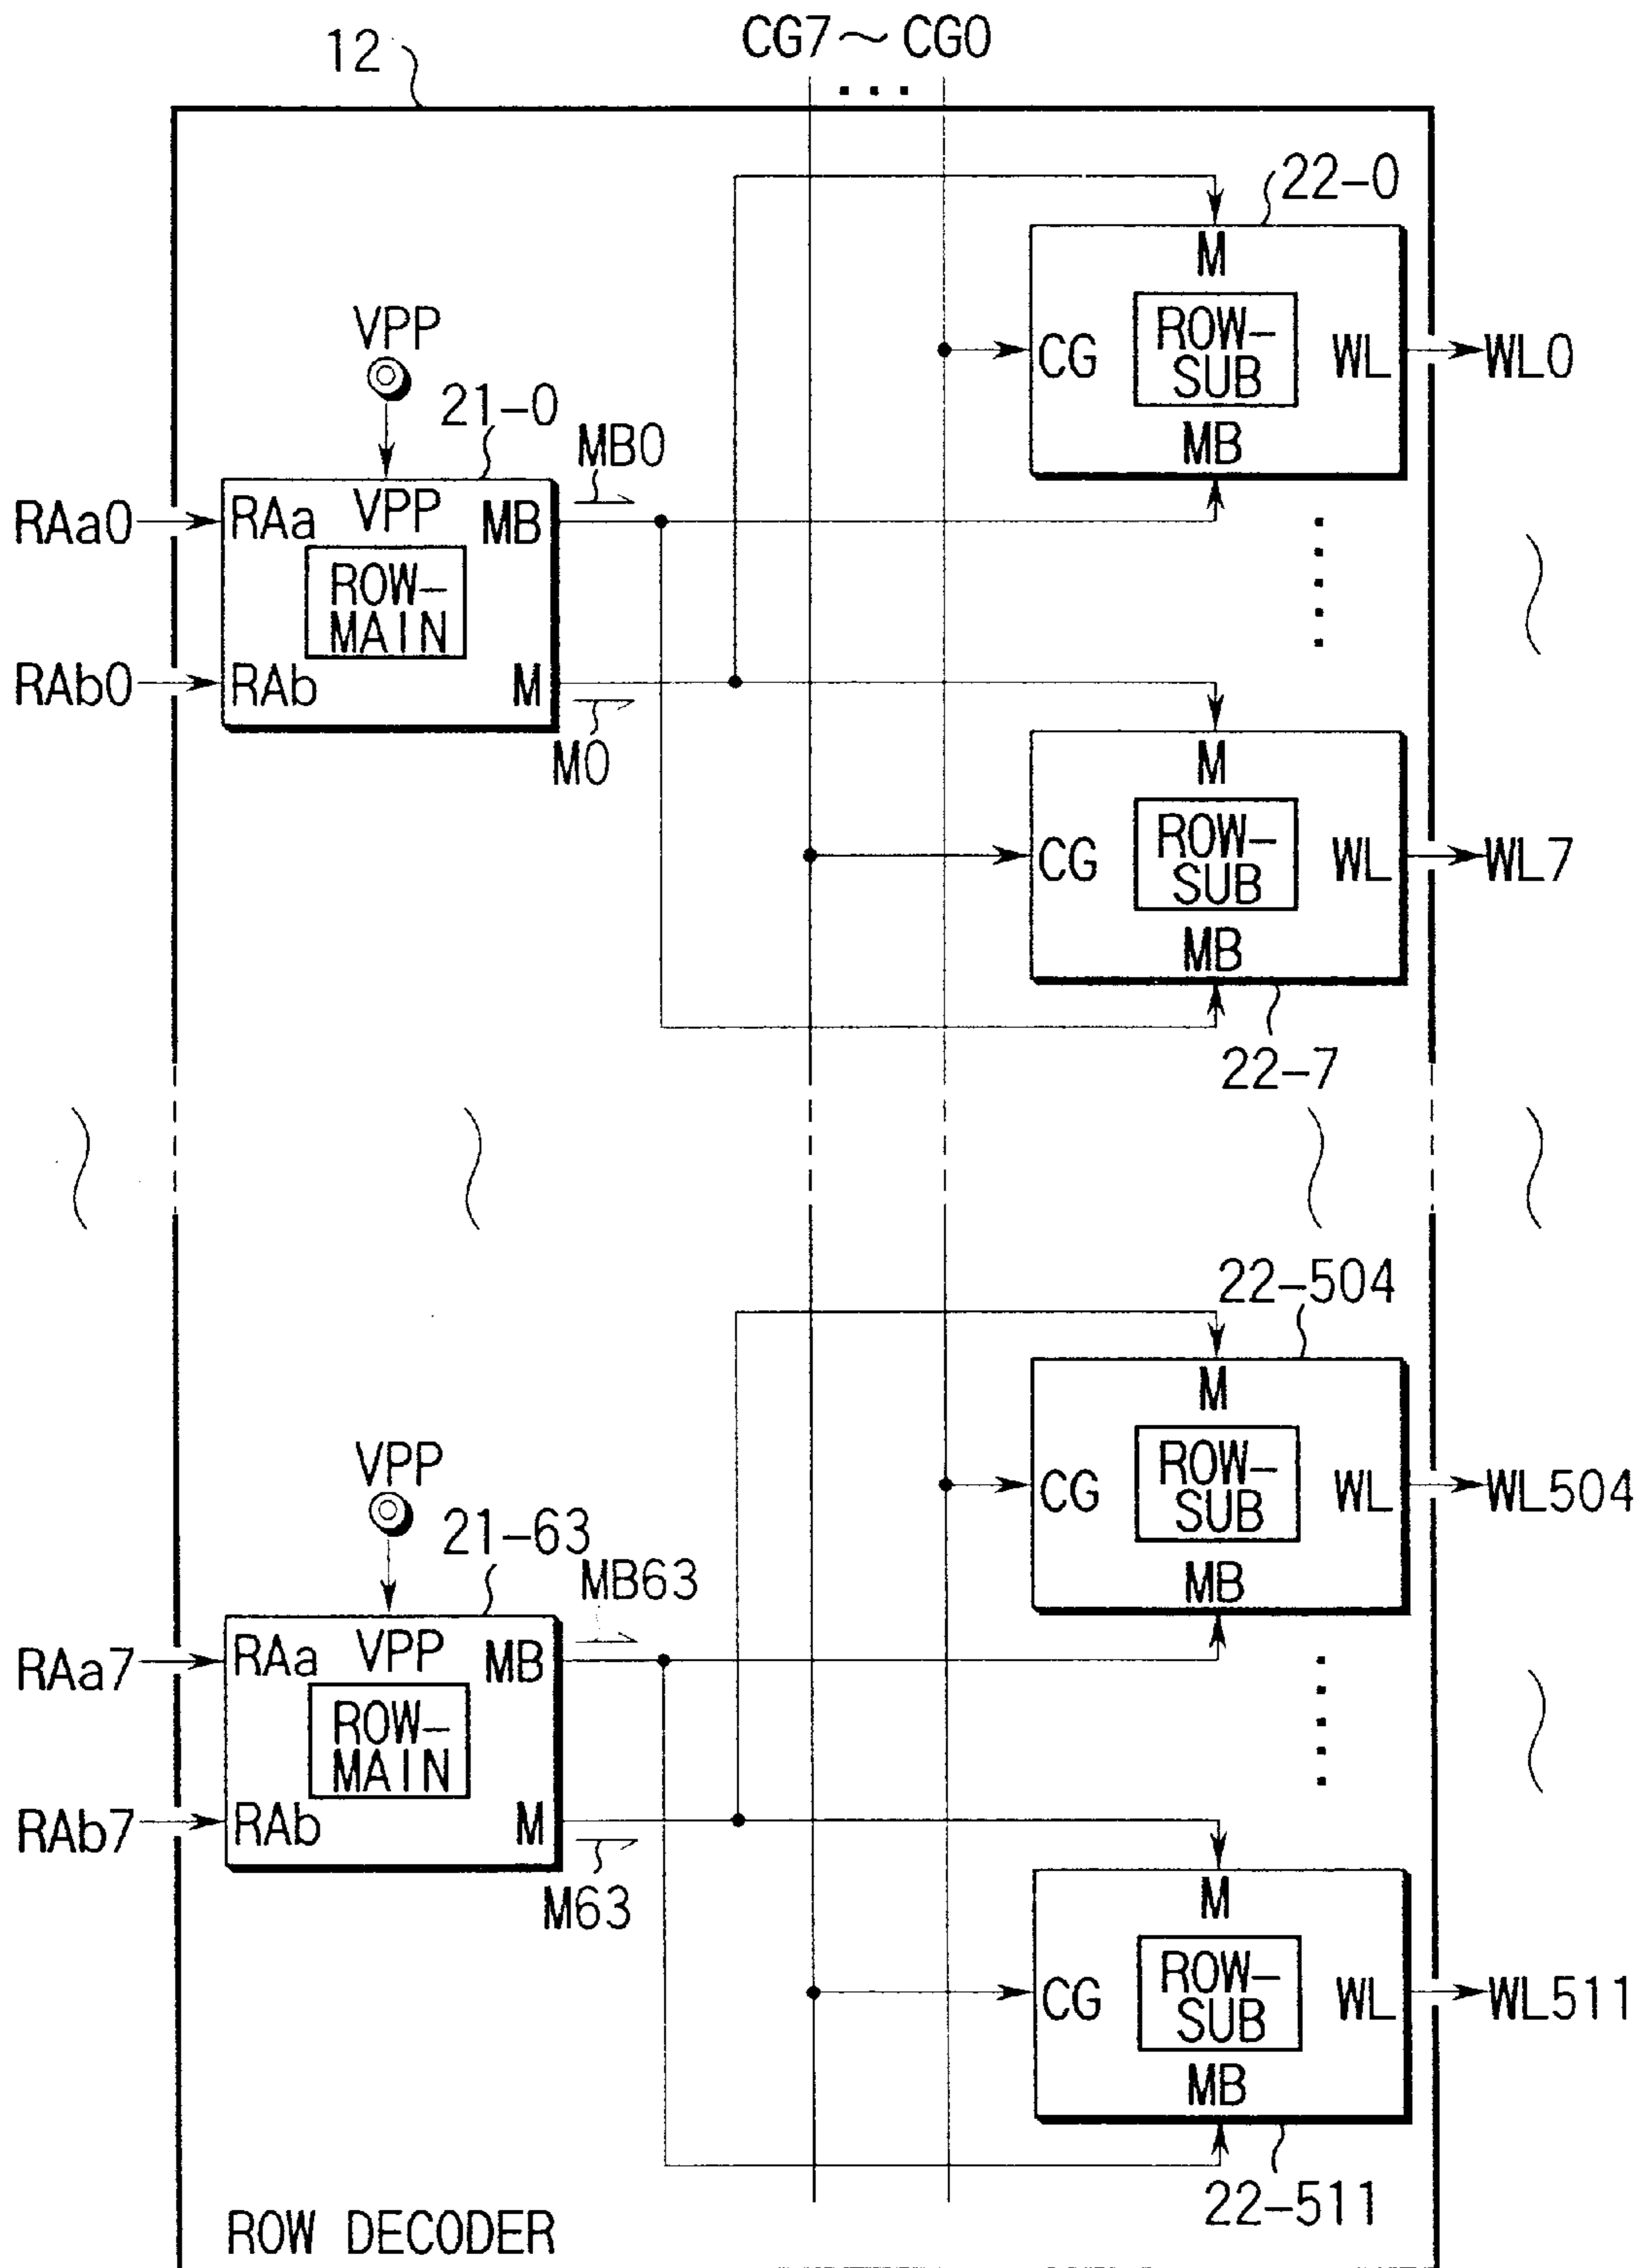 CG7～CG0
12
...
22-0
M
VPP
ROW-
SUB
CG
WL
WL0
21-0
MB0
MB
RAa0
RAa
VPP
MB
ROW-
MAIN
RAb0
RAb
M
M0
M
ROW-
SUB
CG
WL
WL7
MB
22-7
22-504
M
VPP
ROW-
SUB
CG
WL
WL504
21-63
MB63
MB
RAa7
RAa
VPP
MB
ROW-
MAIN
RAb7
RAb
M
M63
M
ROW-
SUB
CG
WL
WL511
MB
22-511
ROW DECODER